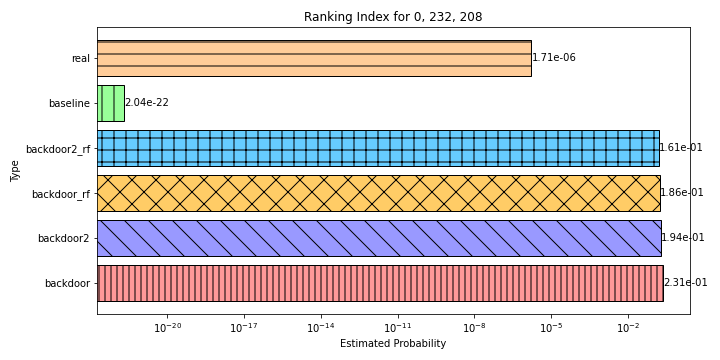 Ranking Index for 0, 232, 208
real
1.71e-06
baseline
2.04e-22
backdoor2_rf
1.61e-01
backdoor_rf
1.86e-01
backdoor2
1.94e-01
backdoor
2.31e-01
Type
10⁻²⁰ 10⁻¹⁷ 10⁻¹⁴ 10⁻¹¹ 10⁻⁸ 10⁻⁵ 10⁻²
Estimated Probability